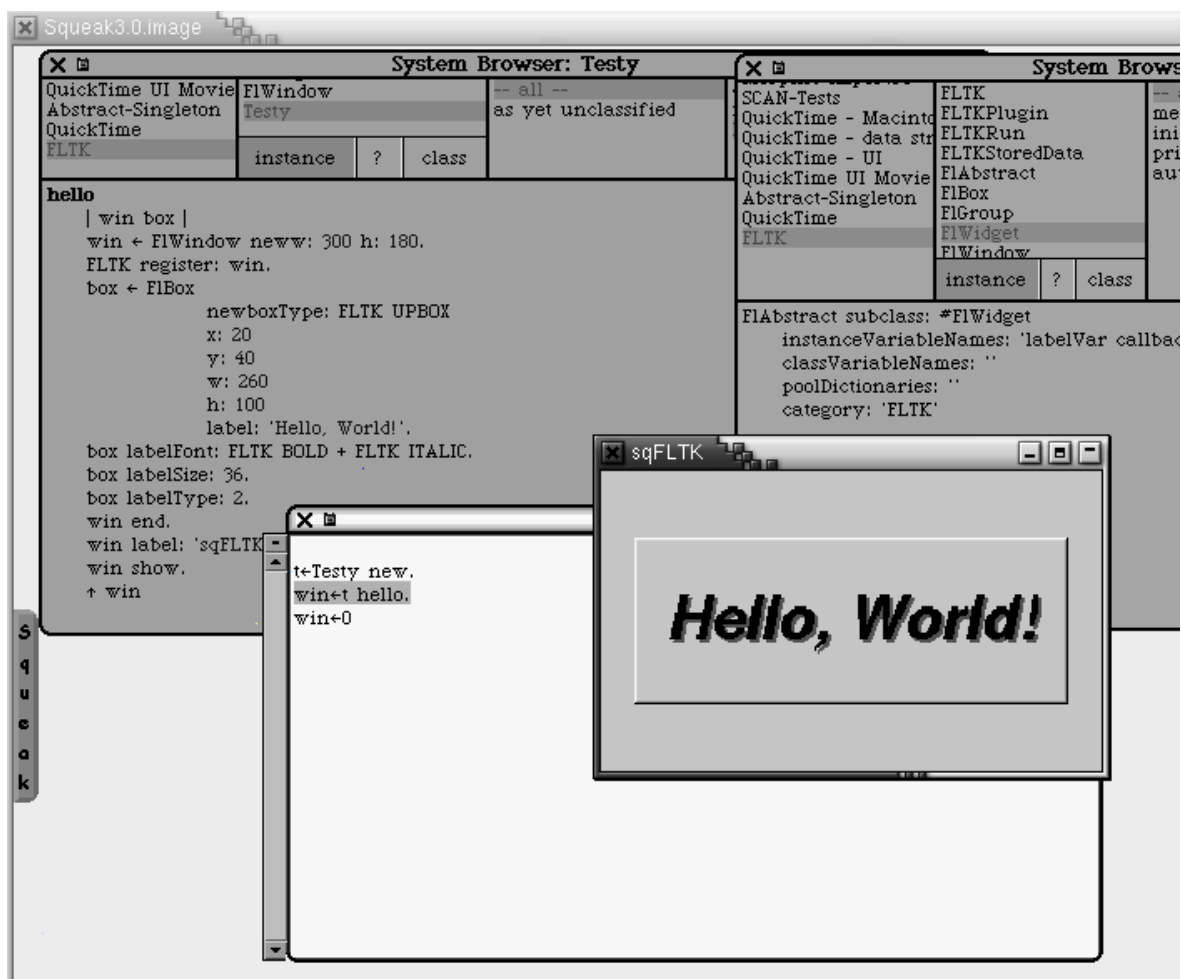 Squeak3.0.image
System Browser: Testy
QuickTime UI Movie
Abstract-Singleton
QuickTime
FLTK
FlWindow
Testy
instance ? class
-- all --
as yet unclassified
hello
| win box |
win ← FlWindow neww: 300 h: 180.
FLTK register: win.
box ← FlBox
newboxType: FLTK UPBOX
x: 20
y: 40
w: 260
h: 100
label: 'Hello, World!'.
box labelFont: FLTK BOLD + FLTK ITALIC.
box labelSize: 36.
box labelType: 2.
win end.
win label: 'sqFLTK
win show.
↑ win
System Brows
SCAN-Tests
QuickTime - Macinto
QuickTime - data str
QuickTime - UI
QuickTime UI Movie
Abstract-Singleton
QuickTime
FLTK
FLTK
FLTKPlugin
FLTKRun
FLTKStoredData
FlAbstract
FlBox
FlGroup
FlWidget
FlWindow
instance ? class
-- a
me
ini
pri
au
FlAbstract subclass: #FlWidget
instanceVariableNames: 'labelVar callbac
classVariableNames: ''
poolDictionaries: ''
category: 'FLTK'
t←Testy new.
win←t hello.
win←0
sqFLTK
Hello, World!
Squeak